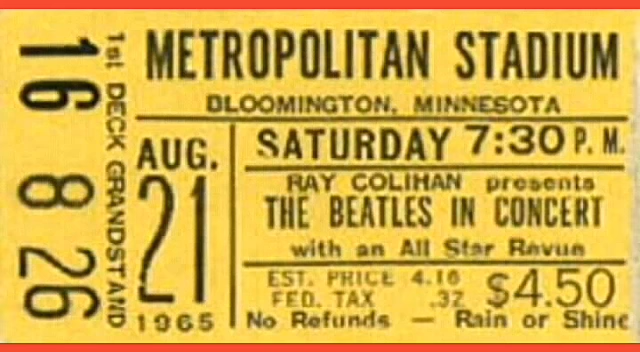 16 8 26
1st DECK GRANDSTAND
METROPOLITAN STADIUM
BLOOMINGTON, MINNESOTA
AUG.
21
1965
SATURDAY 7:30 P. M.
RAY COLIHAN presents
THE BEATLES IN CONCERT
with an All Star Revue
EST. PRICE 4.18
FED. TAX .32
$4.50
No Refunds — Rain or Shine